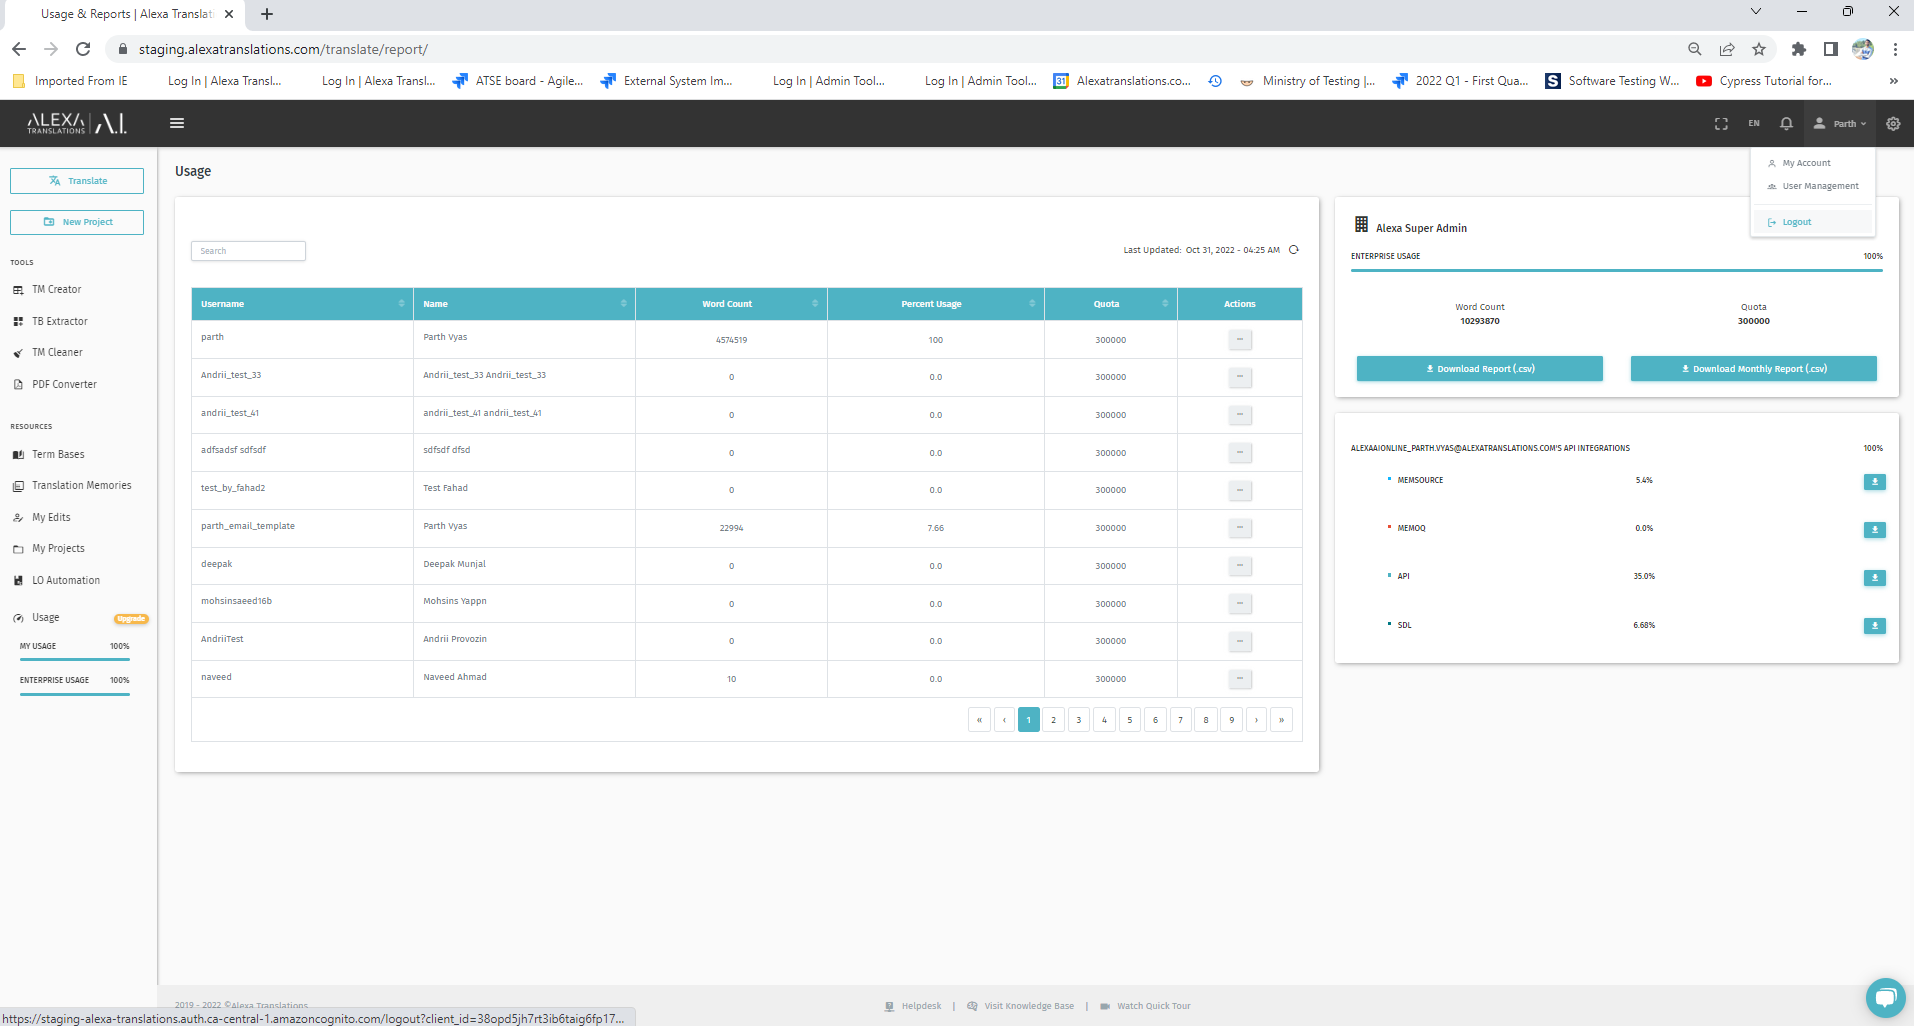 Usage & Reports | Alexa Translati
staging.alexatranslations.com/translate/report/
Imported From IE
Log In | Alexa Transl...
Log In | Alexa Transl...
ATSE board - Agile...
External System Im...
Log In | Admin Tool...
Log In | Admin Tool...
31
Alexatranslations.co...
Ministry of Testing |...
2022 Q1 - First Qua...
S
Software Testing W...
Cypress Tutorial for...
»
ALEXA TRANSLATIONS | A.I.
EN
Parth
My Account
User Management
Logout
Translate
New Project
TOOLS
TM Creator
TB Extractor
TM Cleaner
PDF Converter
RESOURCES
Term Bases
Translation Memories
My Edits
My Projects
LO Automation
Usage Upgrade
MY USAGE 100%
ENTERPRISE USAGE 100%
Usage
Search
Last Updated: Oct 31, 2022 - 04:25 AM
Username Name Word Count Percent Usage Quota Actions
parth Parth Vyas 4574519 100 300000
Andrii_test_33 Andrii_test_33 Andrii_test_33 0 0.0 300000
andrii_test_41 andrii_test_41 andrii_test_41 0 0.0 300000
adfsadsf sdfsdf sdfsdf dfsd 0 0.0 300000
test_by_fahad2 Test Fahad 0 0.0 300000
parth_email_template Parth Vyas 22994 7.66 300000
deepak Deepak Munjal 0 0.0 300000
mohsinsaeed16b Mohsins Yappn 0 0.0 300000
AndriiTest Andrii Provozin 0 0.0 300000
naveed Naveed Ahmad 10 0.0 300000
« ‹ 1 2 3 4 5 6 7 8 9 › »
Alexa Super Admin
ENTERPRISE USAGE 100%
Word Count Quota
10293870 300000
Download Report (.csv) Download Monthly Report (.csv)
ALEXAAIONLINE_PARTH.VYAS@ALEXATRANSLATIONS.COM'S API INTEGRATIONS 100%
MEMSOURCE 5.4%
MEMOQ 0.0%
API 35.0%
SDL 6.68%
2019 - 2022 ©Alexa Translations
Helpdesk | Visit Knowledge Base | Watch Quick Tour
https://staging-alexa-translations.auth.ca-central-1.amazoncognito.com/logout?client_id=38opd5jh7rt3ib6taig6fp17...